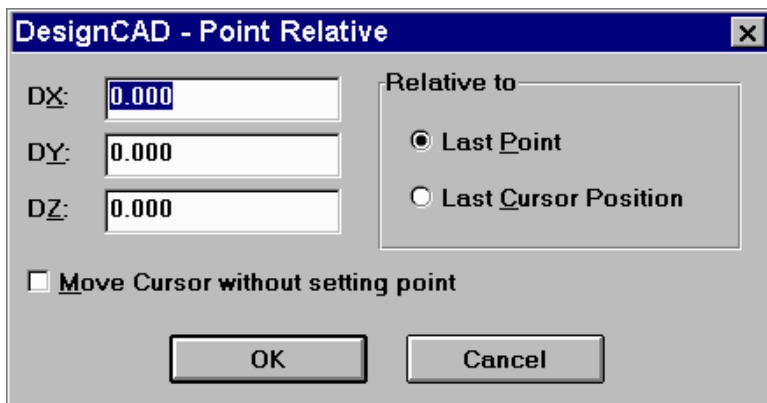 DesignCAD - Point Relative
DX: 0.000
DY: 0.000
DZ: 0.000
Relative to
Last Point
Last Cursor Position
Move Cursor without setting point
OK Cancel